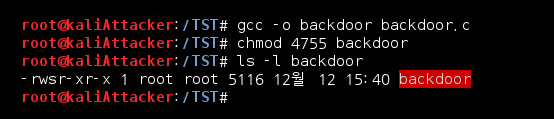 root@kaliAttacker:/TST# gcc -o backdoor backdoor.c
root@kaliAttacker:/TST# chmod 4755 backdoor
root@kaliAttacker:/TST# ls -l backdoor
-rwsr-xr-x 1 root root 5116 12월  12 15:40 backdoor
root@kaliAttacker:/TST#